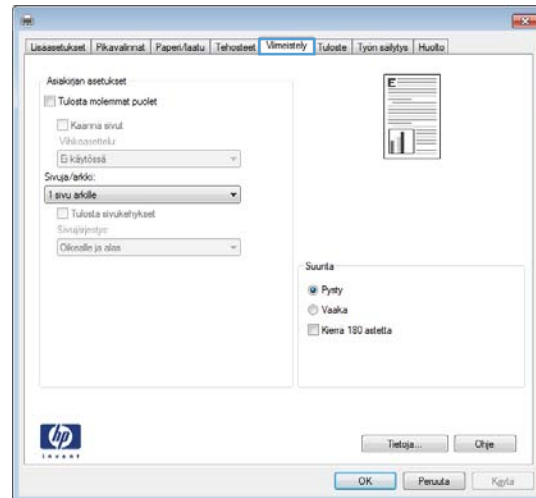 Lisäasetukset Pikavalinnat Paperi/laatu Tehosteet Viimeistely Tuloste Työn säilytys Huolto
Asiakirjan asetukset
Tulosta molemmat puolet
Käännä sivut
Vihkoasettelu:
Ei käytössä
Sivuja/arkki:
1 sivu arkille
Tulosta sivukehykset
Sivujärjestys:
Oikealle ja alas
E
Suunta
Pysty
Vaaka
Kierrä 180 astetta
hp
invent
Tietoja... Ohje
OK Peruuta Käytä